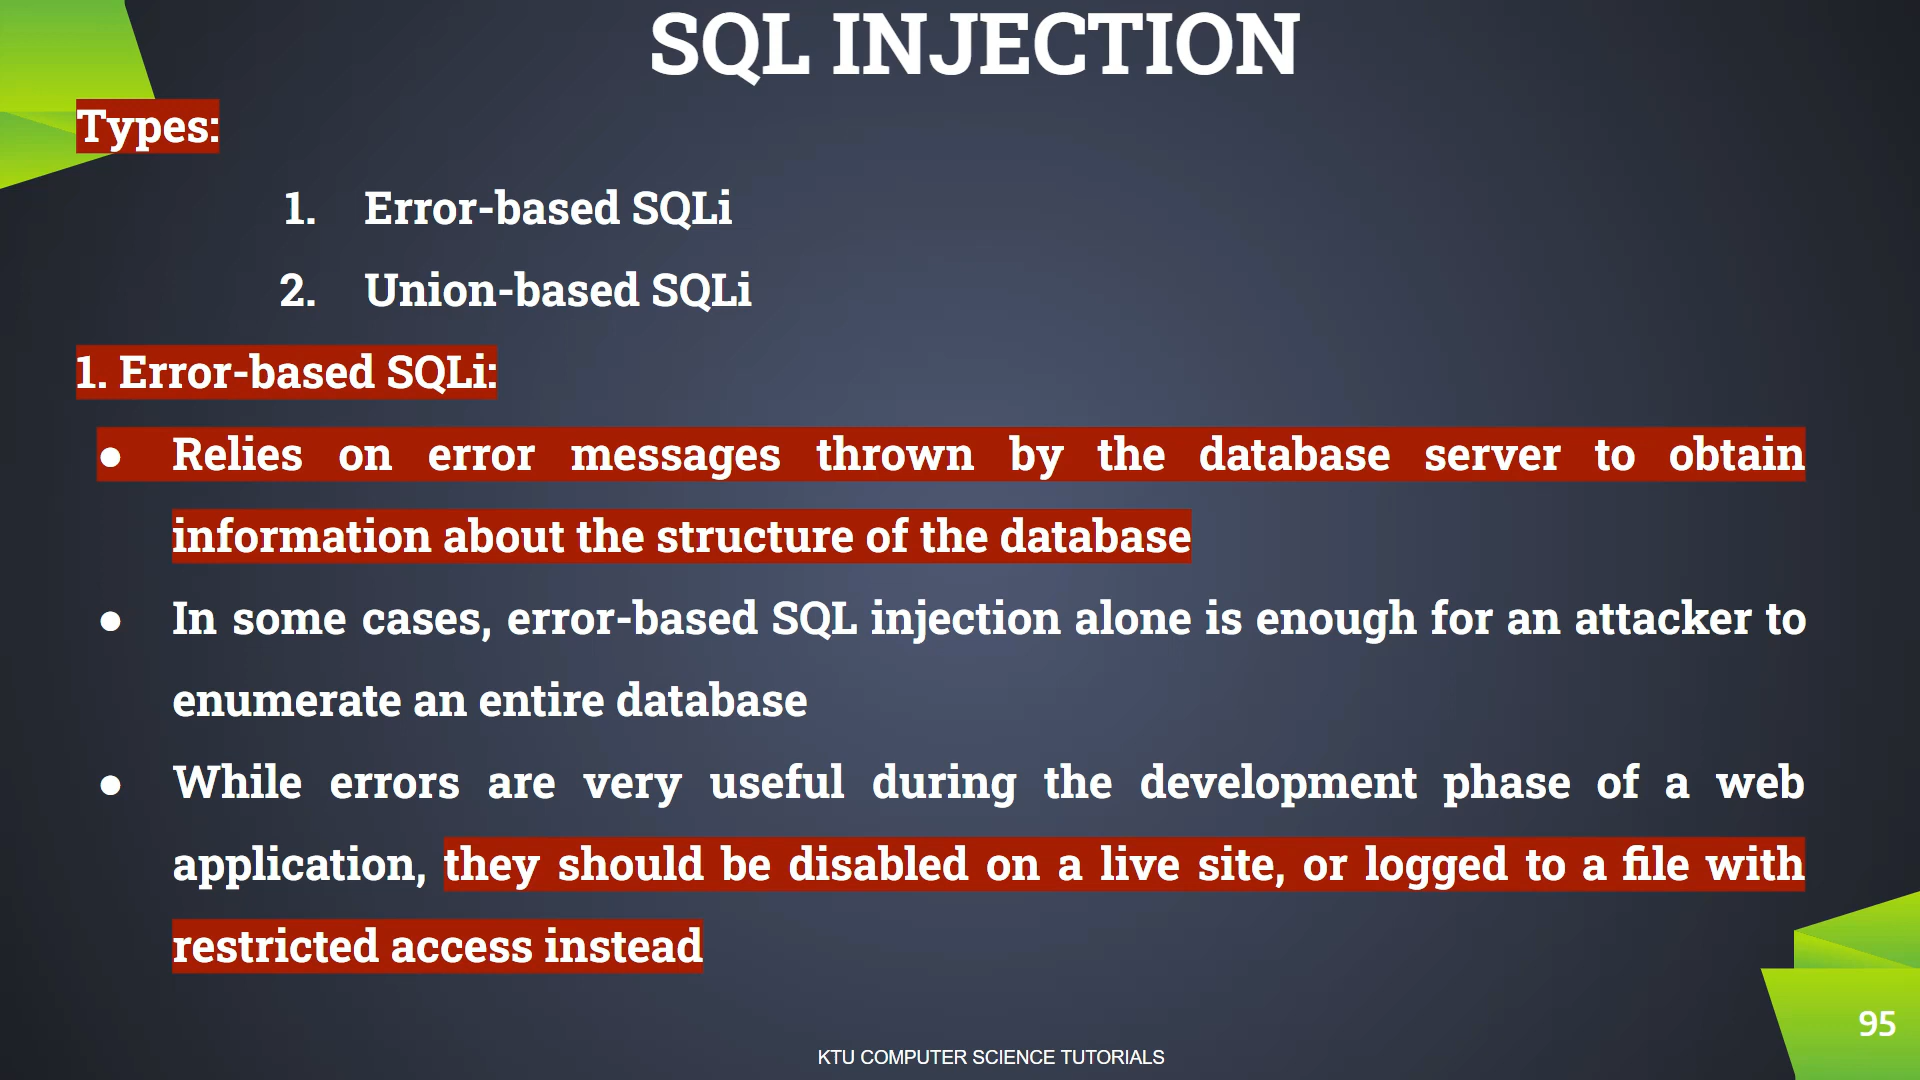 SQL INJECTION
Types:
1. Error-based SQLi
2. Union-based SQLi
1. Error-based SQLi:
● Relies on error messages thrown by the database server to obtain
information about the structure of the database
● In some cases, error-based SQL injection alone is enough for an attacker to
enumerate an entire database
● While errors are very useful during the development phase of a web
application, they should be disabled on a live site, or logged to a file with
restricted access instead
95
KTU COMPUTER SCIENCE TUTORIALS